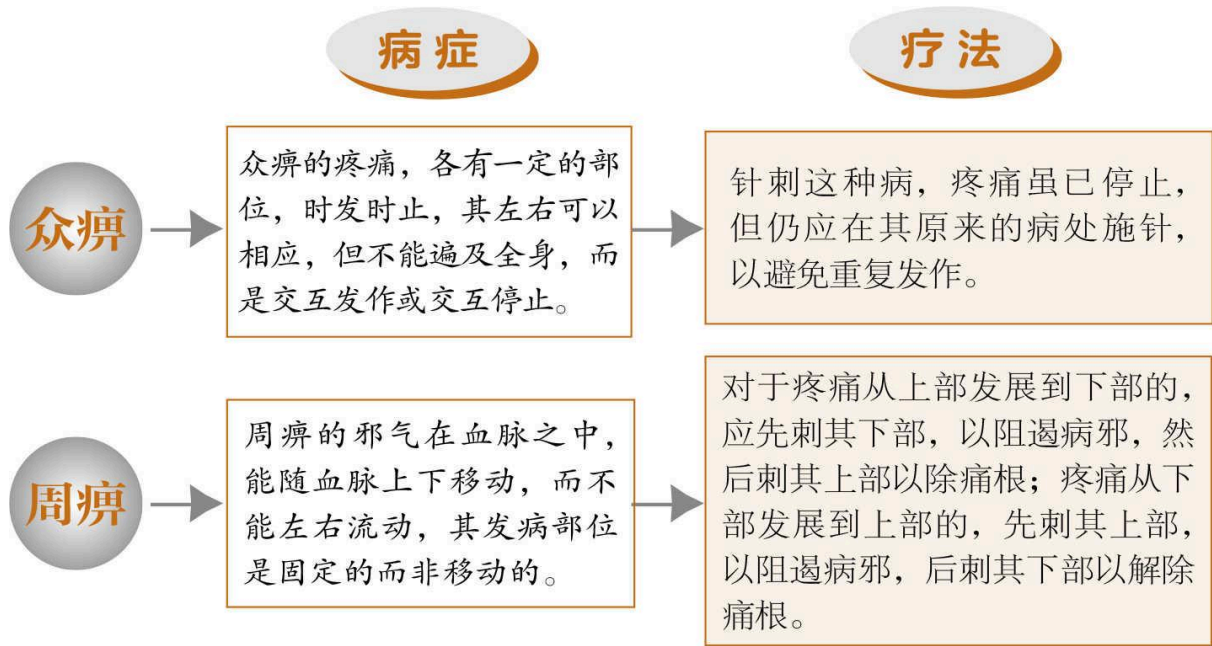 病症
疗法
众痹
众痹的疼痛，各有一定的部
位，时发时止，其左右可以
相应，但不能遍及全身，而
是交互发作或交互停止。
针刺这种病，疼痛虽已停止，
但仍应在其原来的病处施针，
以避免重复发作。
周痹
周痹的邪气在血脉之中，
能随血脉上下移动，而不
能左右流动，其发病部位
是固定的而非移动的。
对于疼痛从上部发展到下部的，
应先刺其下部，以阻遏病邪，然
后刺其上部以除痛根；疼痛从下
部发展到上部的，先刺其上部，
以阻遏病邪，后刺其下部以解除
痛根。